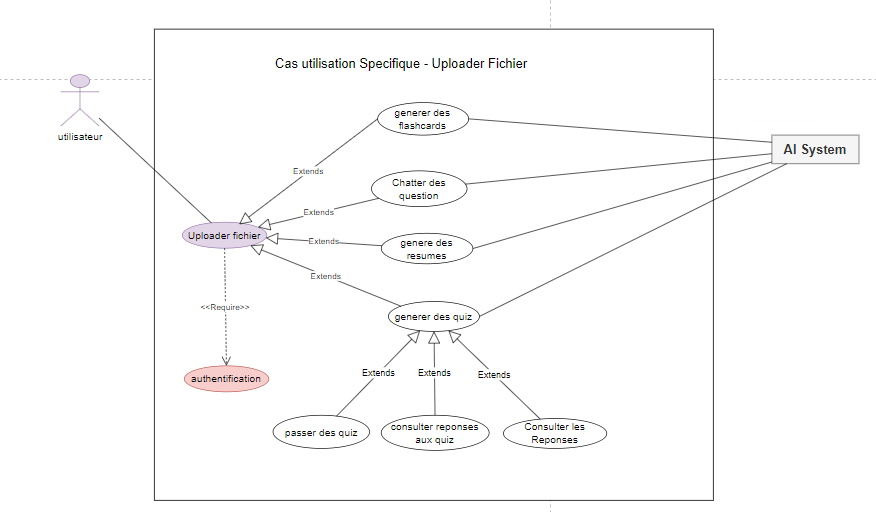 Cas utilisation Specifique - Uploader Fichier
utilisateur
generer des
flashcards
AI System
Extends
Chatter des
question
Extends
Uploader fichier
Extends
genere des
resumes
Extends
<<Require>>
generer des quiz
authentification
Extends
Extends
Extends
passer des quiz
consulter reponses
aux quiz
Consulter les
Reponses